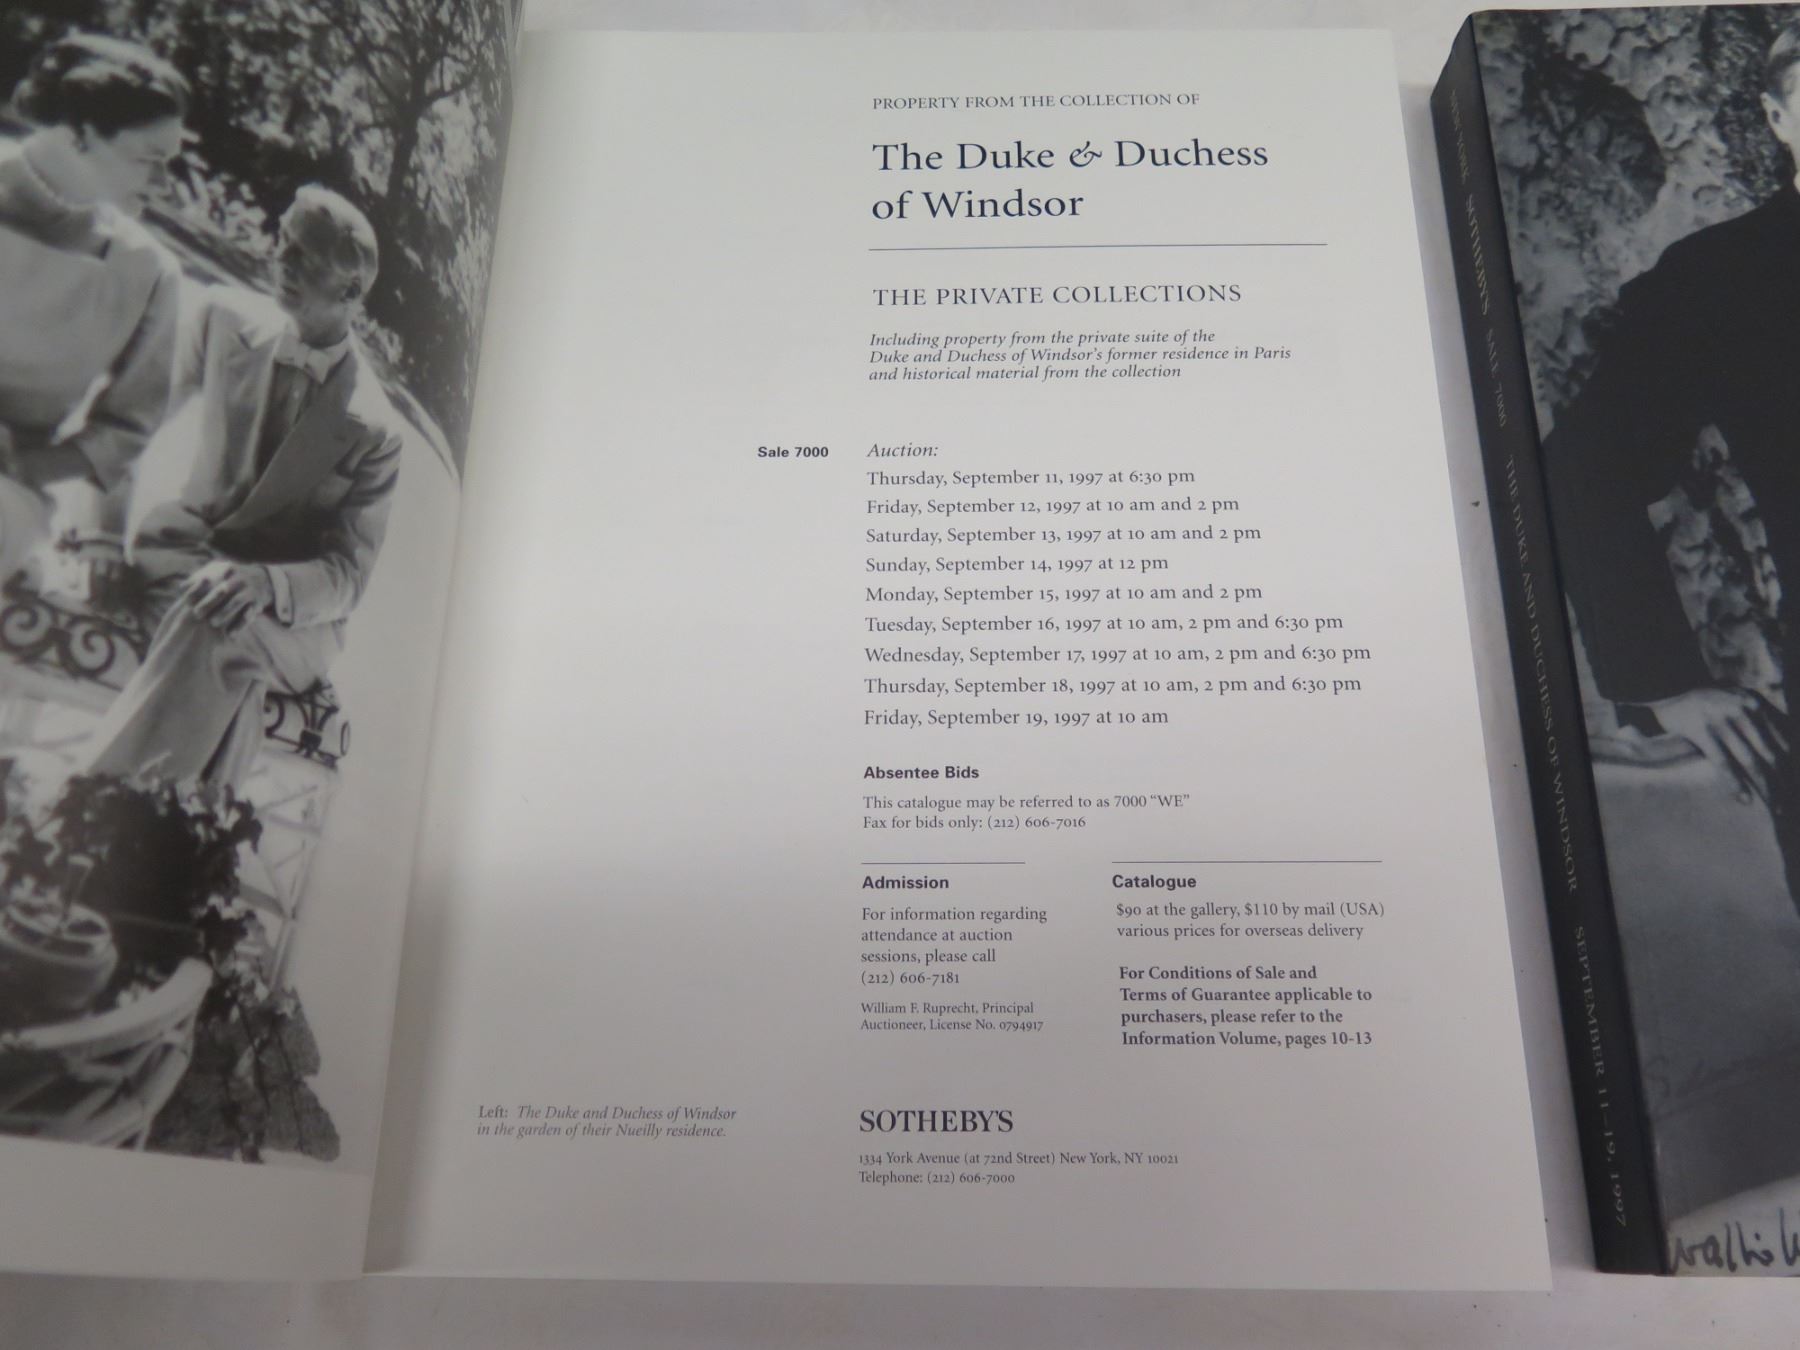 PROPERTY FROM THE COLLECTION OF
The Duke & Duchess
of Windsor
THE PRIVATE COLLECTIONS
Including property from the private suite of the
Duke and Duchess of Windsor's former residence in Paris
and historical material from the collection
Sale 7000
Auction:
Thursday, September 11, 1997 at 6:30 pm
Friday, September 12, 1997 at 10 am and 2 pm
Saturday, September 13, 1997 at 10 am and 2 pm
Sunday, September 14, 1997 at 12 pm
Monday, September 15, 1997 at 10 am and 2 pm
Tuesday, September 16, 1997 at 10 am, 2 pm and 6:30 pm
Wednesday, September 17, 1997 at 10 am, 2 pm and 6:30 pm
Thursday, September 18, 1997 at 10 am, 2 pm and 6:30 pm
Friday, September 19, 1997 at 10 am
Absentee Bids
This catalogue may be referred to as 7000 “WE”
Fax for bids only: (212) 606-7016
Admission
For information regarding
attendance at auction
sessions, please call
(212) 606-7181
William F. Ruprecht, Principal
Auctioneer, License No. 0794917
Catalogue
$90 at the gallery, $110 by mail (USA)
various prices for overseas delivery
For Conditions of Sale and
Terms of Guarantee applicable to
purchasers, please refer to the
Information Volume, pages 10-13
Left: The Duke and Duchess of Windsor
in the garden of their Nueilly residence.
SOTHEBY'S
1334 York Avenue (at 72nd Street) New York, NY 10021
Telephone: (212) 606-7000
NEW YORK SOTHEBY'S SALE 7000 THE DUKE AND DUCHESS OF WINDSOR SEPTEMBER 11–19, 1997
Wallis